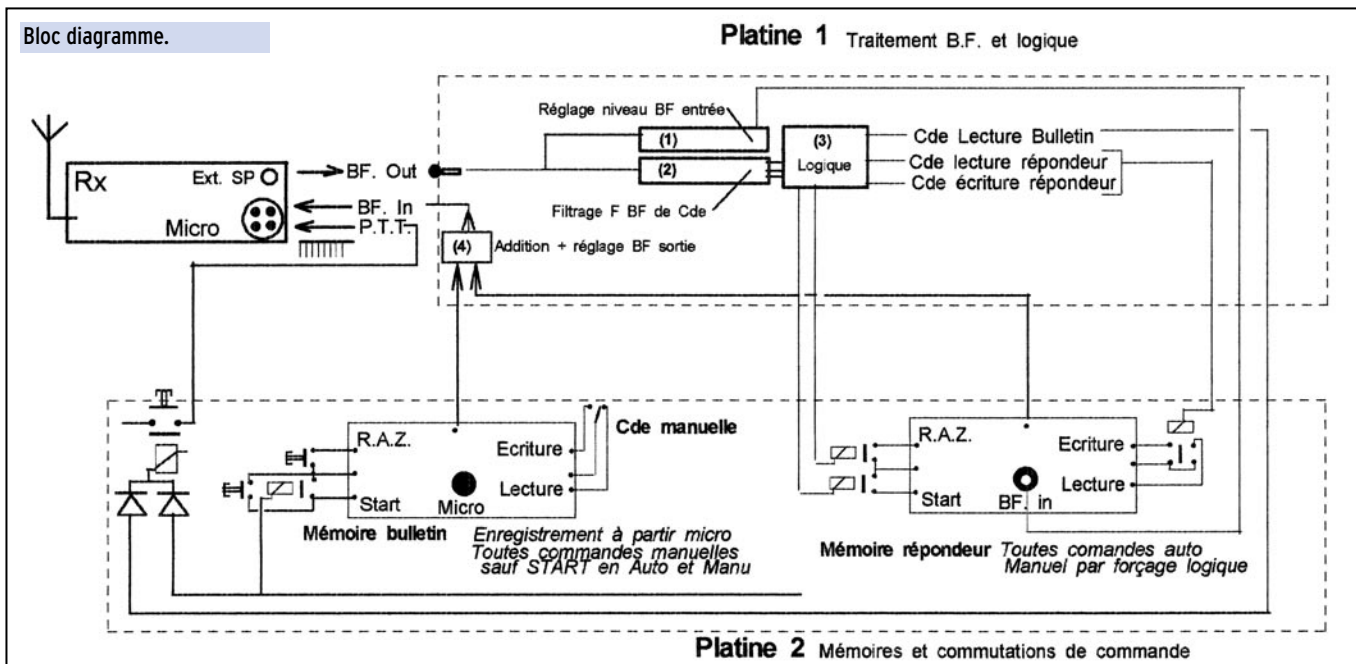 Bloc diagramme.
Platine 1 Traitement B.F. et logique
Réglage niveau BF entrée
(1)
(2)
(3)
Logique
Filtrage F BF de Cde
Cde Lecture Bulletin
Cde lecture répondeur
Cde écriture répondeur
Rx
Ext. SP
Micro
BF. Out
BF. In
P.T.T.
(4)
Addition + réglage BF sortie
R.A.Z.
Ecriture
Lecture
Start
Micro
Cde manuelle
Mémoire bulletin
Enregistrement à partir micro
Toutes commandes manuelles
sauf START en Auto et Manu
R.A.Z.
Ecriture
Lecture
Start
BF. in
Mémoire répondeur Toutes comandes auto
Manuel par forçage logique
Platine 2 Mémoires et commutations de commande